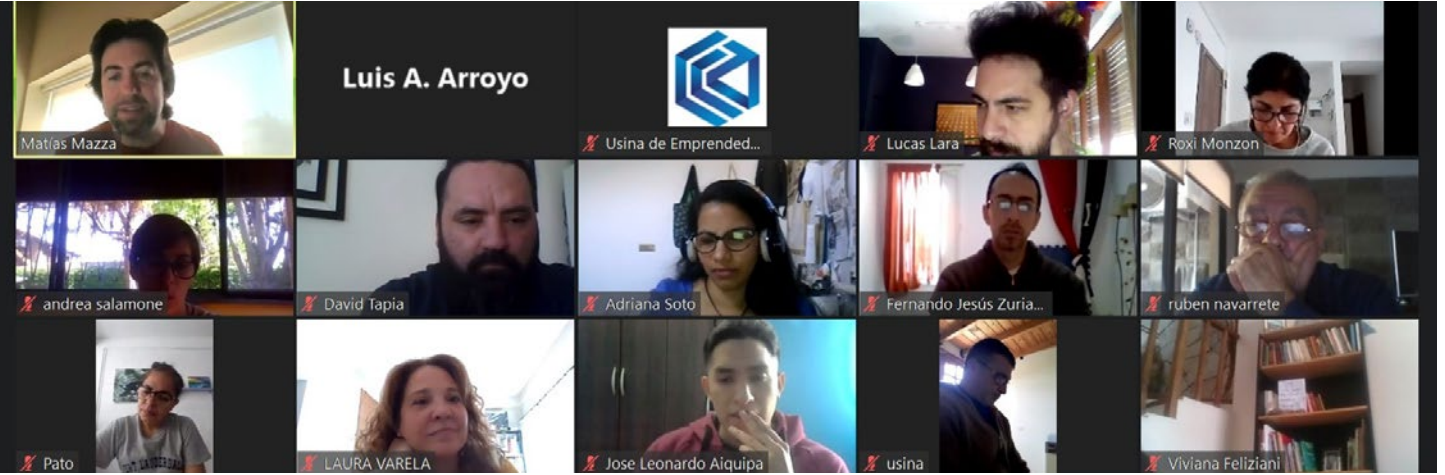 Luis A. Arroyo
Matías Mazza
Usina de Emprended...
Lucas Lara
Roxi Monzon
andrea salamone
David Tapia
Adriana Soto
Fernando Jesús Zuria...
ruben navarrete
Pato
LAURA VARELA
Jose Leonardo Aiquipa
usina
Viviana Feliziani